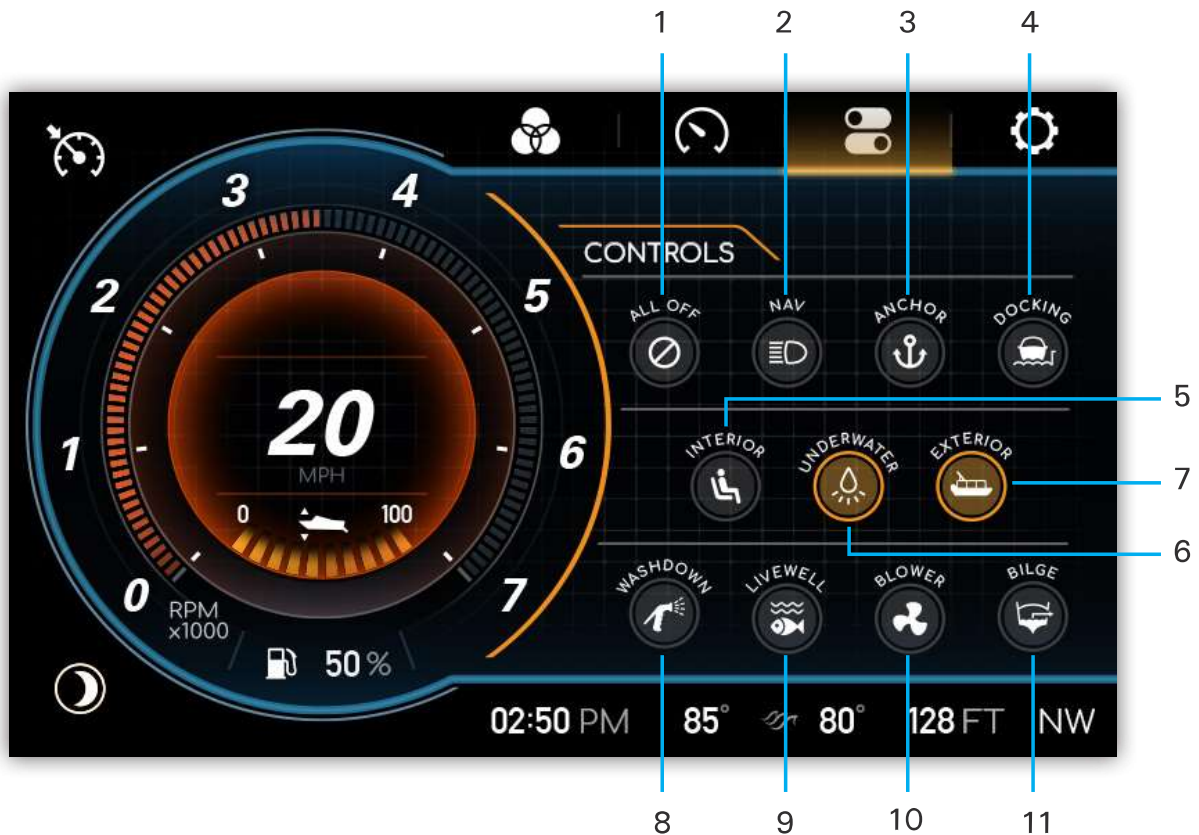 1 2 3 4
3 4
CONTROLS
2 5
ALL OFF NAV ANCHOR DOCKING
20
MPH
5
1 6
INTERIOR UNDERWATER EXTERIOR
7
0 100
6
0 7
RPM
x1000
WASHDOWN LIVEWELL BLOWER BILGE
50 %
02:50 PM 85° 80° 128 FT NW
8 9 10 11